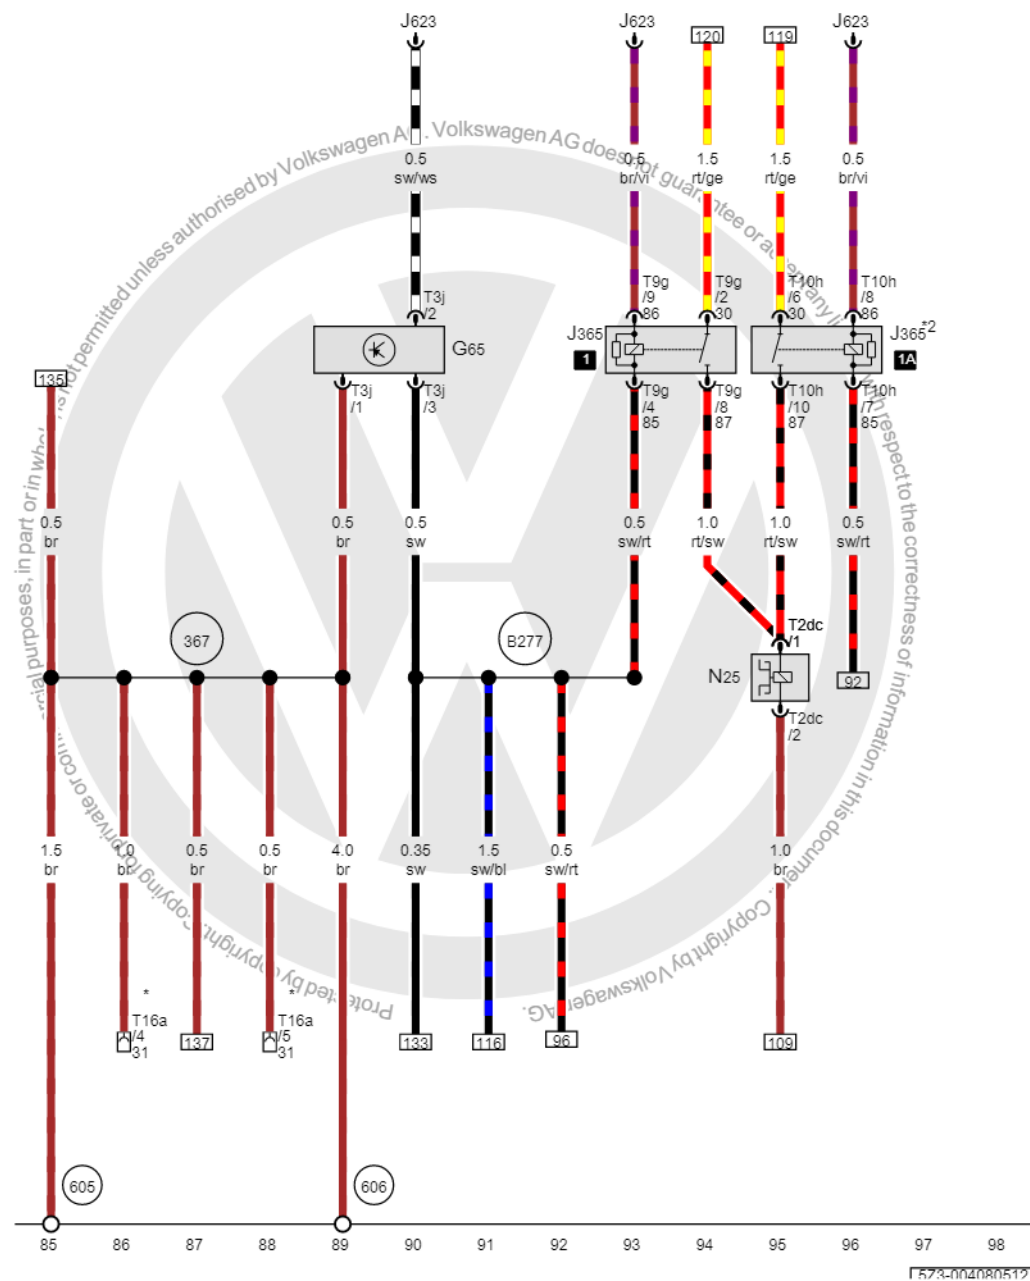 J623
J623
120
119
J623
0.5
sw/ws
0.5
br/vi
1.5
rt/ge
1.5
rt/ge
0.5
br/vi
T3j
/2
T9g
/9
86
T9g
/2
30
T10h
/6
30
T10h
/8
86
G65
J365
1
J365*2
1A
135
T3j
/1
T3j
/3
T9g
/4
85
T9g
/8
87
T10h
/10
87
T10h
/7
85
0.5
br
0.5
br
0.5
sw
0.5
sw/rt
1.0
rt/sw
1.0
rt/sw
0.5
sw/rt
367
B277
T2dc
/1
N25
92
T2dc
/2
1.5
br
1.0
br
0.5
br
0.5
br
4.0
br
0.35
sw
1.5
sw/bl
0.5
sw/rt
1.0
br
*
T16a
/4
31
137
*
T16a
/5
31
133
116
96
109
605
606
85 86 87 88 89 90 91 92 93 94 95 96 97 98
573-004080512
Protected by copyright. Copying for private or commercial purposes, in part or in whole, is not permitted unless authorised by Volkswagen AG. Volkswagen AG does not guarantee or accept any liability with respect to the correctness of information in this document. Copyright by Volkswagen AG.